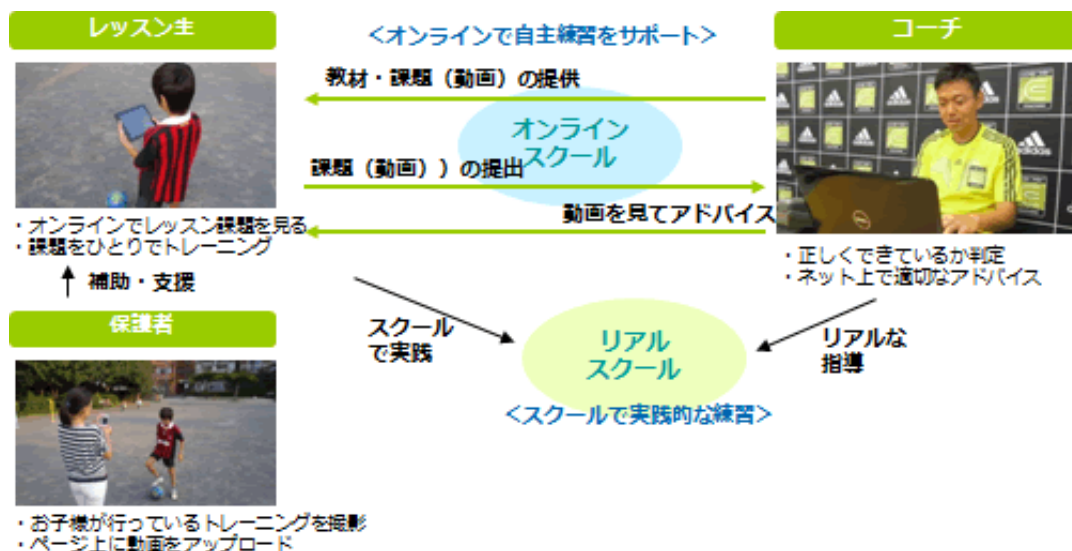 レッスン生
<オンラインで自主練習をサポート>
コーチ
教材・課題（動画）の提供
オンライン
スクール
課題（動画））の提出
動画を見てアドバイス
・オンラインでレッスン課題を見る
・課題をひとりでトレーニング
・正しくできているか判定
・ネット上で適切なアドバイス
補助・支援
保護者
スクール
で実践
リアル
スクール
リアルな
指導
<スクールで実践的な練習>
・お子様が行っているトレーニングを撮影
・ページ上に動画をアップロード
adidas
DELL